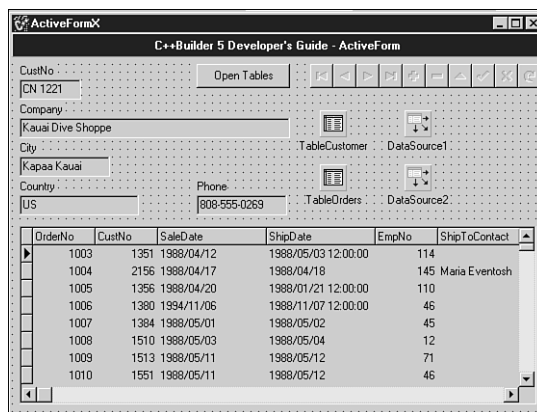 ActiveFormX
C++Builder 5 Developer's Guide - ActiveForm
CustNo
Open Tables
CN 1221
Company
Kauai Dive Shoppe
TableCustomer DataSource1
City
Kapaa Kauai
Country Phone
US 808-555-0269
TableOrders DataSource2
OrderNo CustNo SaleDate ShipDate EmpNo ShipToContact
1003 1351 1988/04/12 1988/05/03 12:00:00 114
1004 2156 1988/04/17 1988/04/18 145 Maria Eventosh
1005 1356 1988/04/20 1988/01/21 12:00:00 110
1006 1380 1994/11/06 1988/11/07 12:00:00 46
1007 1384 1988/05/01 1988/05/02 45
1008 1510 1988/05/03 1988/05/04 12
1009 1513 1988/05/11 1988/05/12 71
1010 1551 1988/05/11 1988/05/12 46